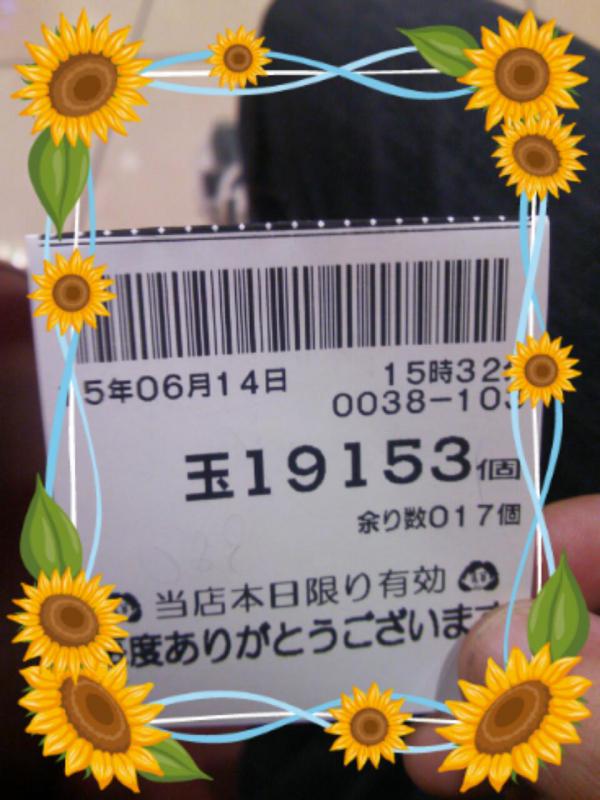 5年06月14日 15時32
0038-103
玉19153個
余り数017個
当店本日限り有効
度ありがとうございます